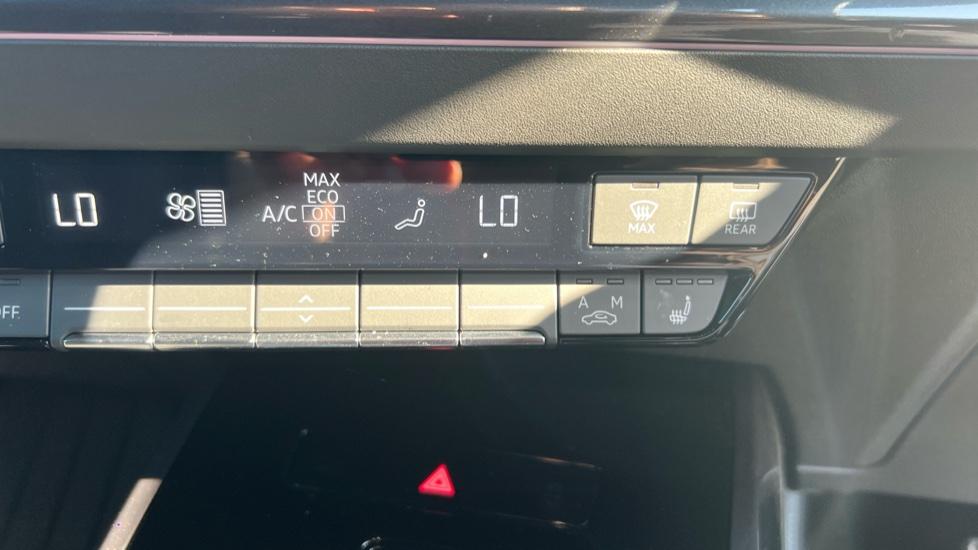 LO
MAX
ECO
A/C ON
OFF
LO
MAX
REAR
OFF
A M